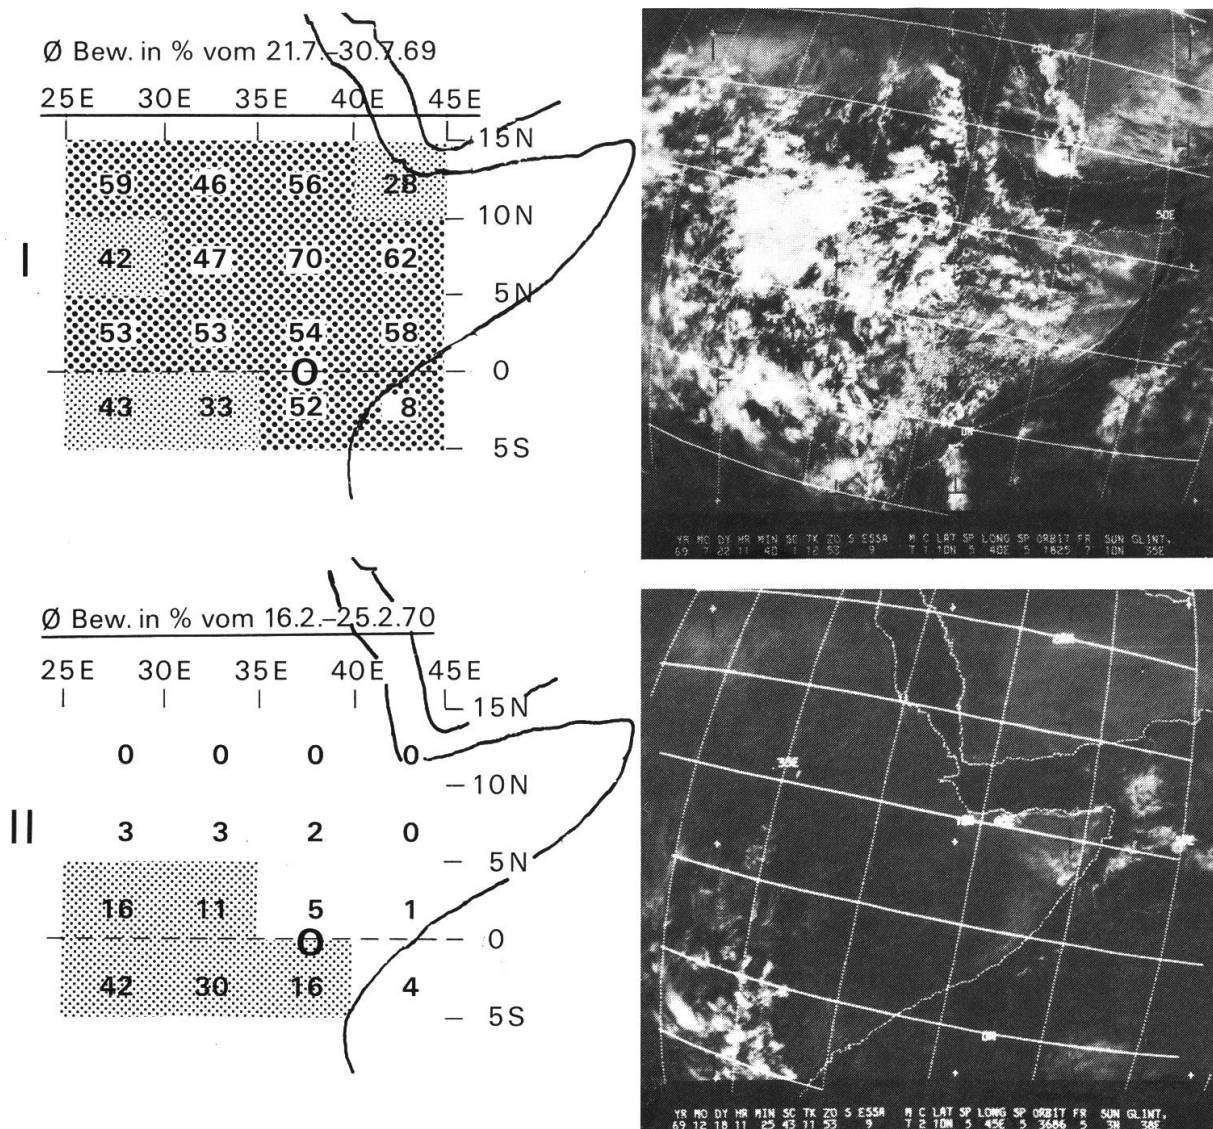 Ø Bew. in % vom 21.7.–30.7.69
25E 30E 35E 40E 45E
15N
59 46 56 28
10N
I
42 47 70 62
5N
53 53 54 58
O 0
43 33 52 8
5S
20N
50E
0N
YR MO DY HR MIN SC TK ZO S ESSA M C LAT SP LONG SP ORBIT FR SUN GLINT,
69 7 22 11 40 1 12 53 9 7 1 10N 5 40E 5 1825 7 10N 35E
Ø Bew. in % vom 16.2.–25.2.70
25E 30E 35E 40E 45E
15N
0 0 0 0
10N
II
3 3 2 0
5N
16 11 5 1
O 0
42 30 16 4
5S
35E
0N
YR MO DY HR MIN SC TK ZO S ESSA M C LAT SP LONG SP ORBIT FR SUN GLINT,
69 12 18 11 25 43 11 53 9 7 2 10N 5 45E 5 3686 5 3N 38E